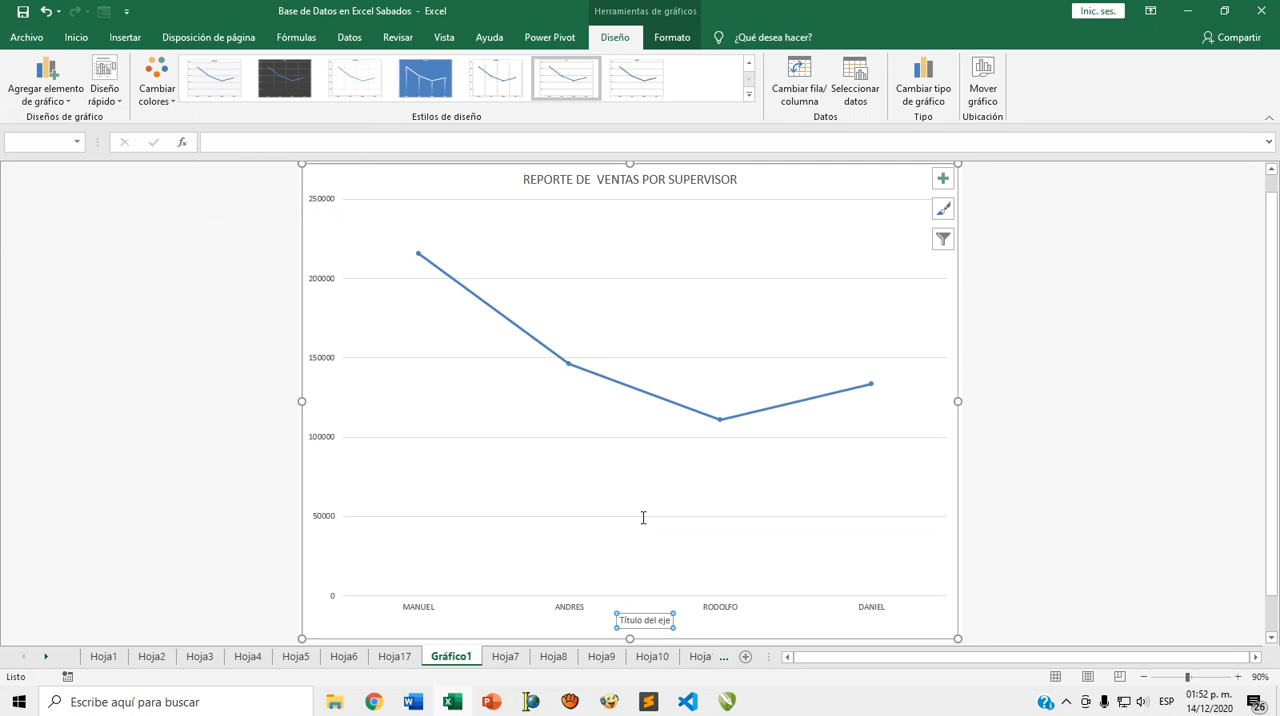 Base de Datos en Excel Sabados - Excel
Herramientas de gráficos
Inic. ses.
Archivo
Inicio
Insertar
Disposición de página
Fórmulas
Datos
Revisar
Vista
Ayuda
Power Pivot
Diseño
Formato
¿Qué desea hacer?
Compartir
Agregar elemento
de gráfico
Diseño
rápido
Cambiar
colores
Cambiar fila/
columna
Seleccionar
datos
Cambiar tipo
de gráfico
Mover
gráfico
Diseños de gráfico
Estilos de diseño
Datos
Tipo
Ubicación
fx
REPORTE DE  VENTAS POR SUPERVISOR
250000
200000
150000
100000
50000
0
MANUEL
ANDRES
RODOLFO
DANIEL
Título del eje
Hoja1
Hoja2
Hoja3
Hoja4
Hoja5
Hoja6
Hoja17
Gráfico1
Hoja7
Hoja8
Hoja9
Hoja10
Hoja
...
Listo
90%
Escribe aquí para buscar
ESP
01:52 p. m.
14/12/2020
26